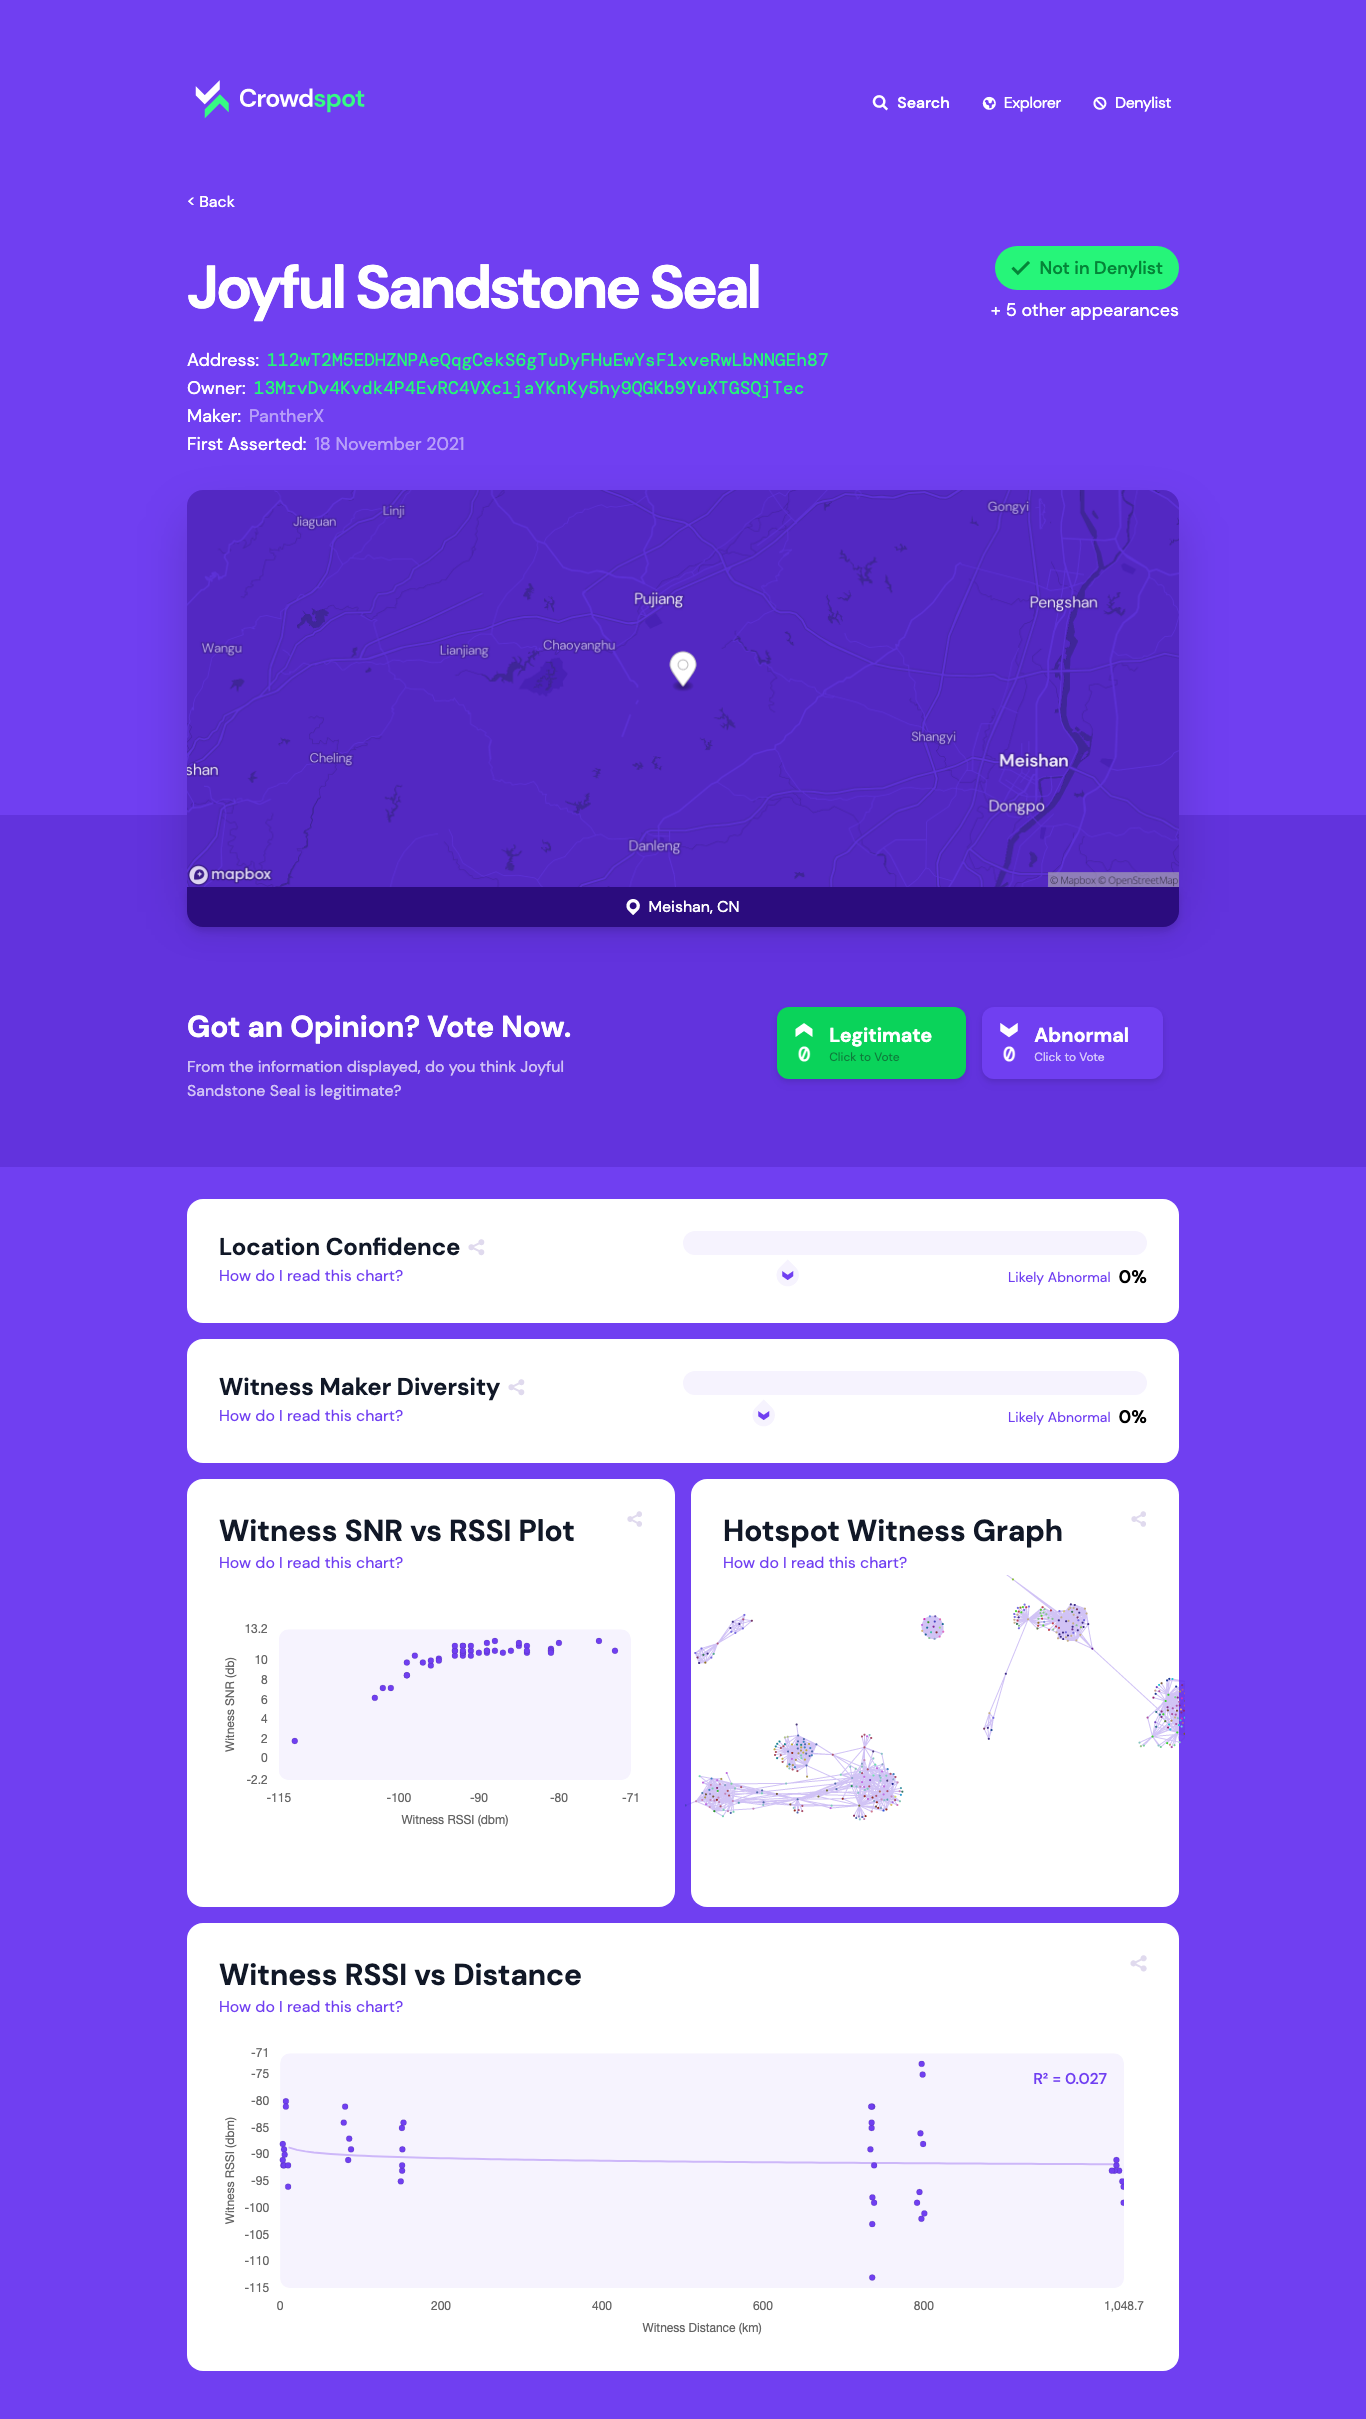 Crowdspot
Search
Explorer
Denylist
< Back
Joyful Sandstone Seal
Not in Denylist
+ 5 other appearances
Address: 112wT2M5EDHZNPAeQqgCekS6gTuDyFHuEwYsF1xveRwLbNNGEh87
Owner: 13MrvDv4Kvdk4P4EvRC4VXc1jaYKnKy5hy9QGKb9YuXTGSQjTec
Maker: PantherX
First Asserted: 18 November 2021
Linji
Gongyi
Jiaguan
Pujiang
Pengshan
Wangu
Lianjiang
Chaoyanghu
Shangyi
Cheling
Meishan
shan
Dongpo
Danleng
mapbox
© Mapbox © OpenStreetMap
Meishan, CN
Got an Opinion? Vote Now.
From the information displayed, do you think Joyful
Sandstone Seal is legitimate?
Legitimate
0
Click to Vote
Abnormal
0
Click to Vote
Location Confidence
How do I read this chart?
Likely Abnormal 0%
Witness Maker Diversity
How do I read this chart?
Likely Abnormal 0%
Witness SNR vs RSSI Plot
How do I read this chart?
13.2
10
8
6
4
2
0
-2.2
Witness SNR (db)
-115
-100
-90
-80
-71
Witness RSSI (dbm)
Hotspot Witness Graph
How do I read this chart?
Witness RSSI vs Distance
How do I read this chart?
-71
-75
-80
-85
-90
-95
-100
-105
-110
-115
Witness RSSI (dbm)
R² = 0.027
0
200
400
600
800
1,048.7
Witness Distance (km)